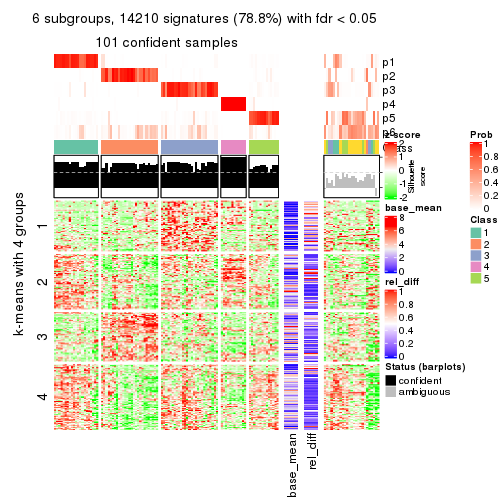 6 subgroups, 14210 signatures (78.8%) with fdr < 0.05
101 confident samples
p1
p2
p3
p4
p5
p6
Class
z-score
2
1
0
-1
-2
Silhouette
score
Prob
1
0.8
0.6
0.4
0.2
0
base_mean
8
6
4
2
0
Class
1
2
3
4
5
rel_diff
1
0.8
0.6
0.4
0.2
0
Status (barplots)
confident
ambiguous
k-means with 4 groups
1
2
3
4
base_mean
rel_diff